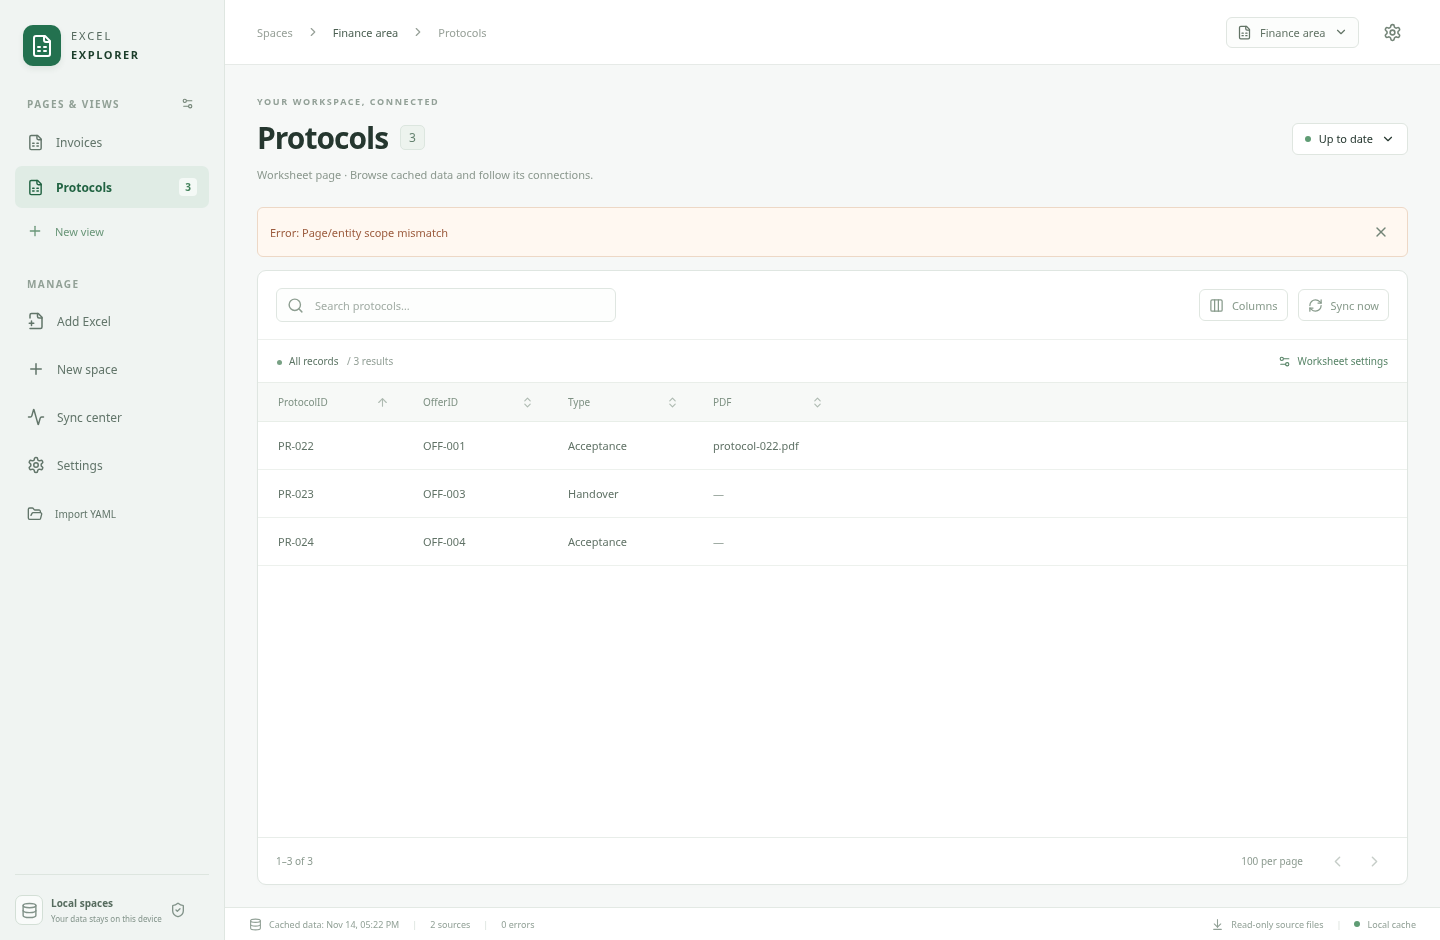 EXCEL
EXPLORER
PAGES & VIEWS
Invoices
Protocols 3
New view
MANAGE
Add Excel
New space
Sync center
Settings
Import YAML
Local spaces
Your data stays on this device
Spaces Finance area Protocols
Finance area
YOUR WORKSPACE, CONNECTED
Protocols 3
Up to date
Worksheet page · Browse cached data and follow its connections.
Error: Page/entity scope mismatch
Search protocols...
Columns Sync now
All records / 3 results
Worksheet settings
ProtocolID OfferID Type PDF
PR-022 OFF-001 Acceptance protocol-022.pdf
PR-023 OFF-003 Handover —
PR-024 OFF-004 Acceptance —
1–3 of 3
100 per page
Cached data: Nov 14, 05:22 PM | 2 sources | 0 errors
Read-only source files | Local cache